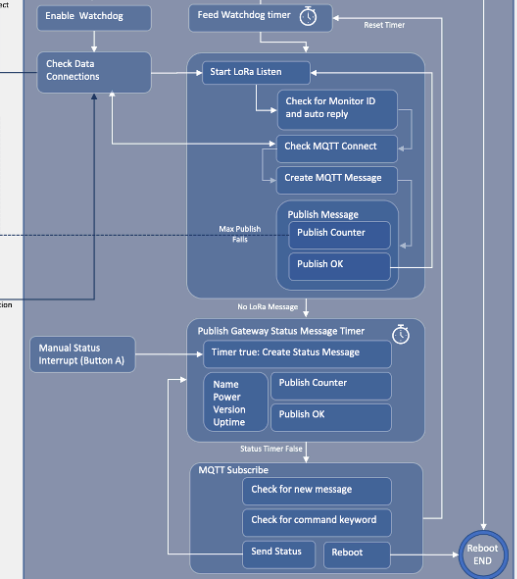 ect
Enable Watchdog
Feed Watchdog timer
Reset Timer
Check Data
Connections
Start LoRa Listen
Check for Monitor ID
and auto reply
Check MQTT Connect
Create MQTT Message
Publish Message
Max Publish
Fails
Publish Counter
Publish OK
tion
No LoRa Message
Publish Gateway Status Message Timer
Manual Status
Interrupt (Button A)
Timer true: Create Status Message
Name
Power
Version
Uptime
Publish Counter
Publish OK
Status Timer False
MQTT Subscribe
Check for new message
Check for command keyword
Send Status
Reboot
Reboot
END